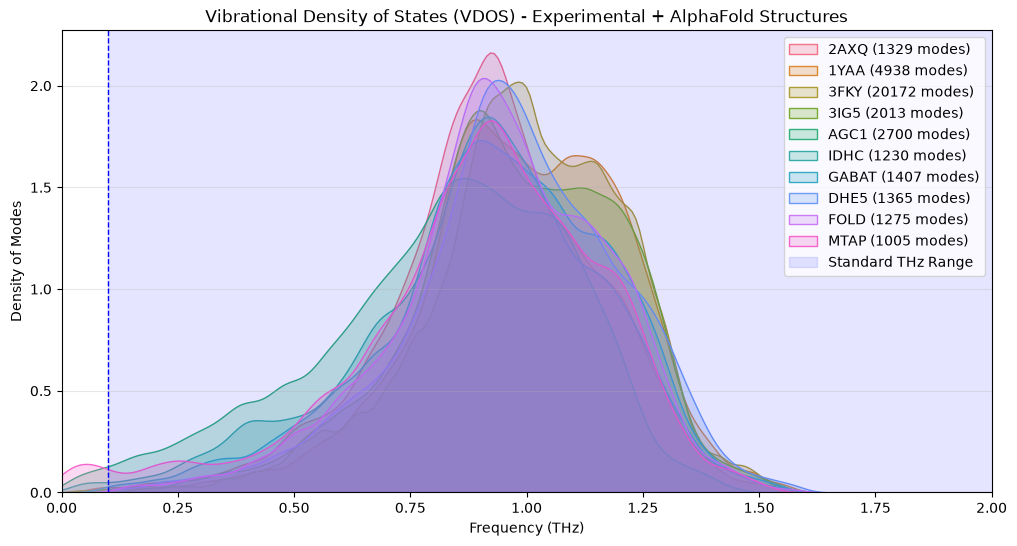 Vibrational Density of States (VDOS) - Experimental + AlphaFold Structures
2AXQ (1329 modes)
1YAA (4938 modes)
3FKY (20172 modes)
3IG5 (2013 modes)
AGC1 (2700 modes)
IDHC (1230 modes)
GABAT (1407 modes)
DHE5 (1365 modes)
FOLD (1275 modes)
MTAP (1005 modes)
Standard THz Range
Density of Modes
2.0
1.5
1.0
0.5
0.0
0.00 0.25 0.50 0.75 1.00 1.25 1.50 1.75 2.00
Frequency (THz)